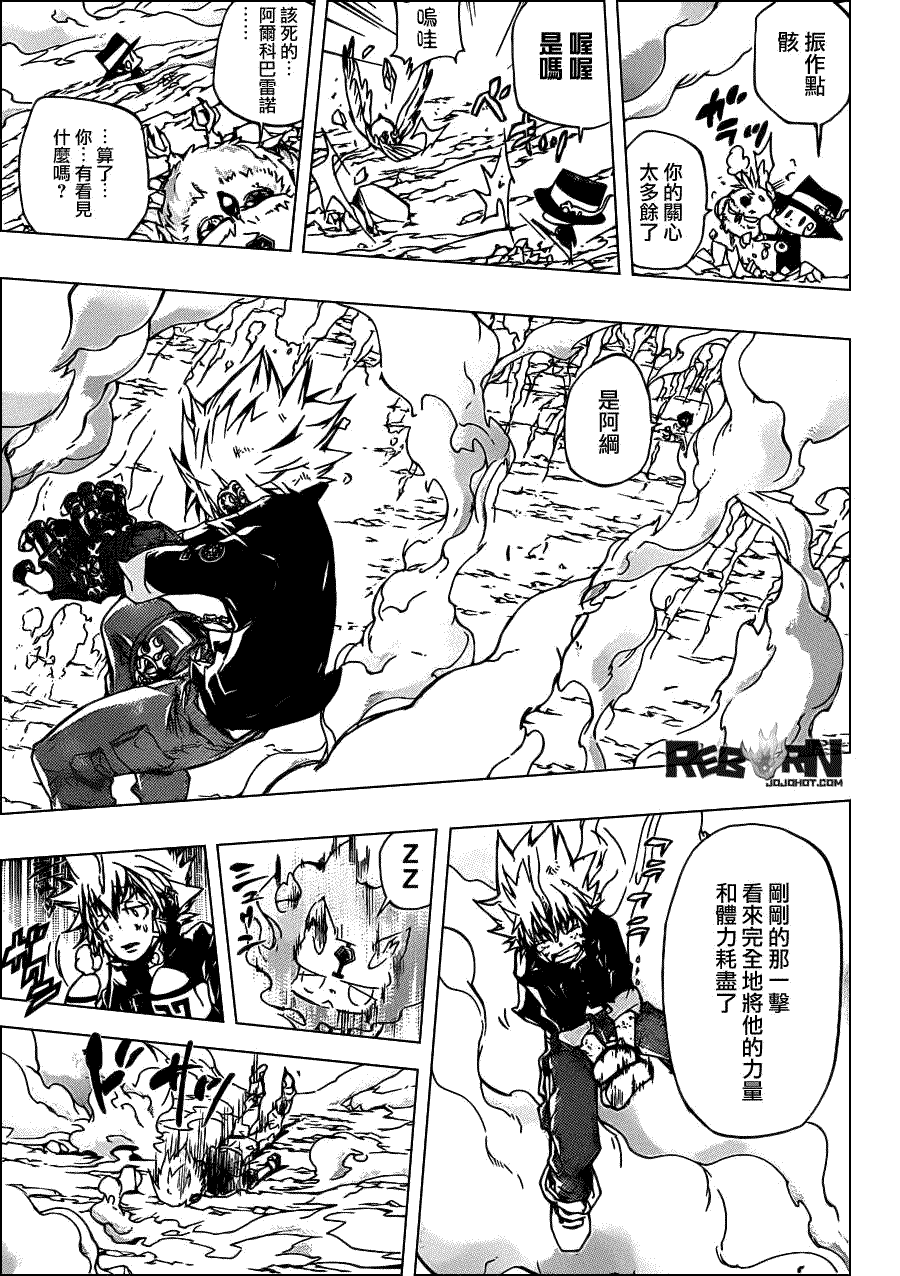 振作點
骸
你的關心
太多餘了
喔喔
是嗎
嗚哇
該死的…
阿爾科巴雷諾
……
…算了…
你…有看見
什麼嗎？
是阿綱
REBORN
JOJOHOT.COM
剛剛的那一擊
看來完全地將他的力量
和體力耗盡了
ZZ
27